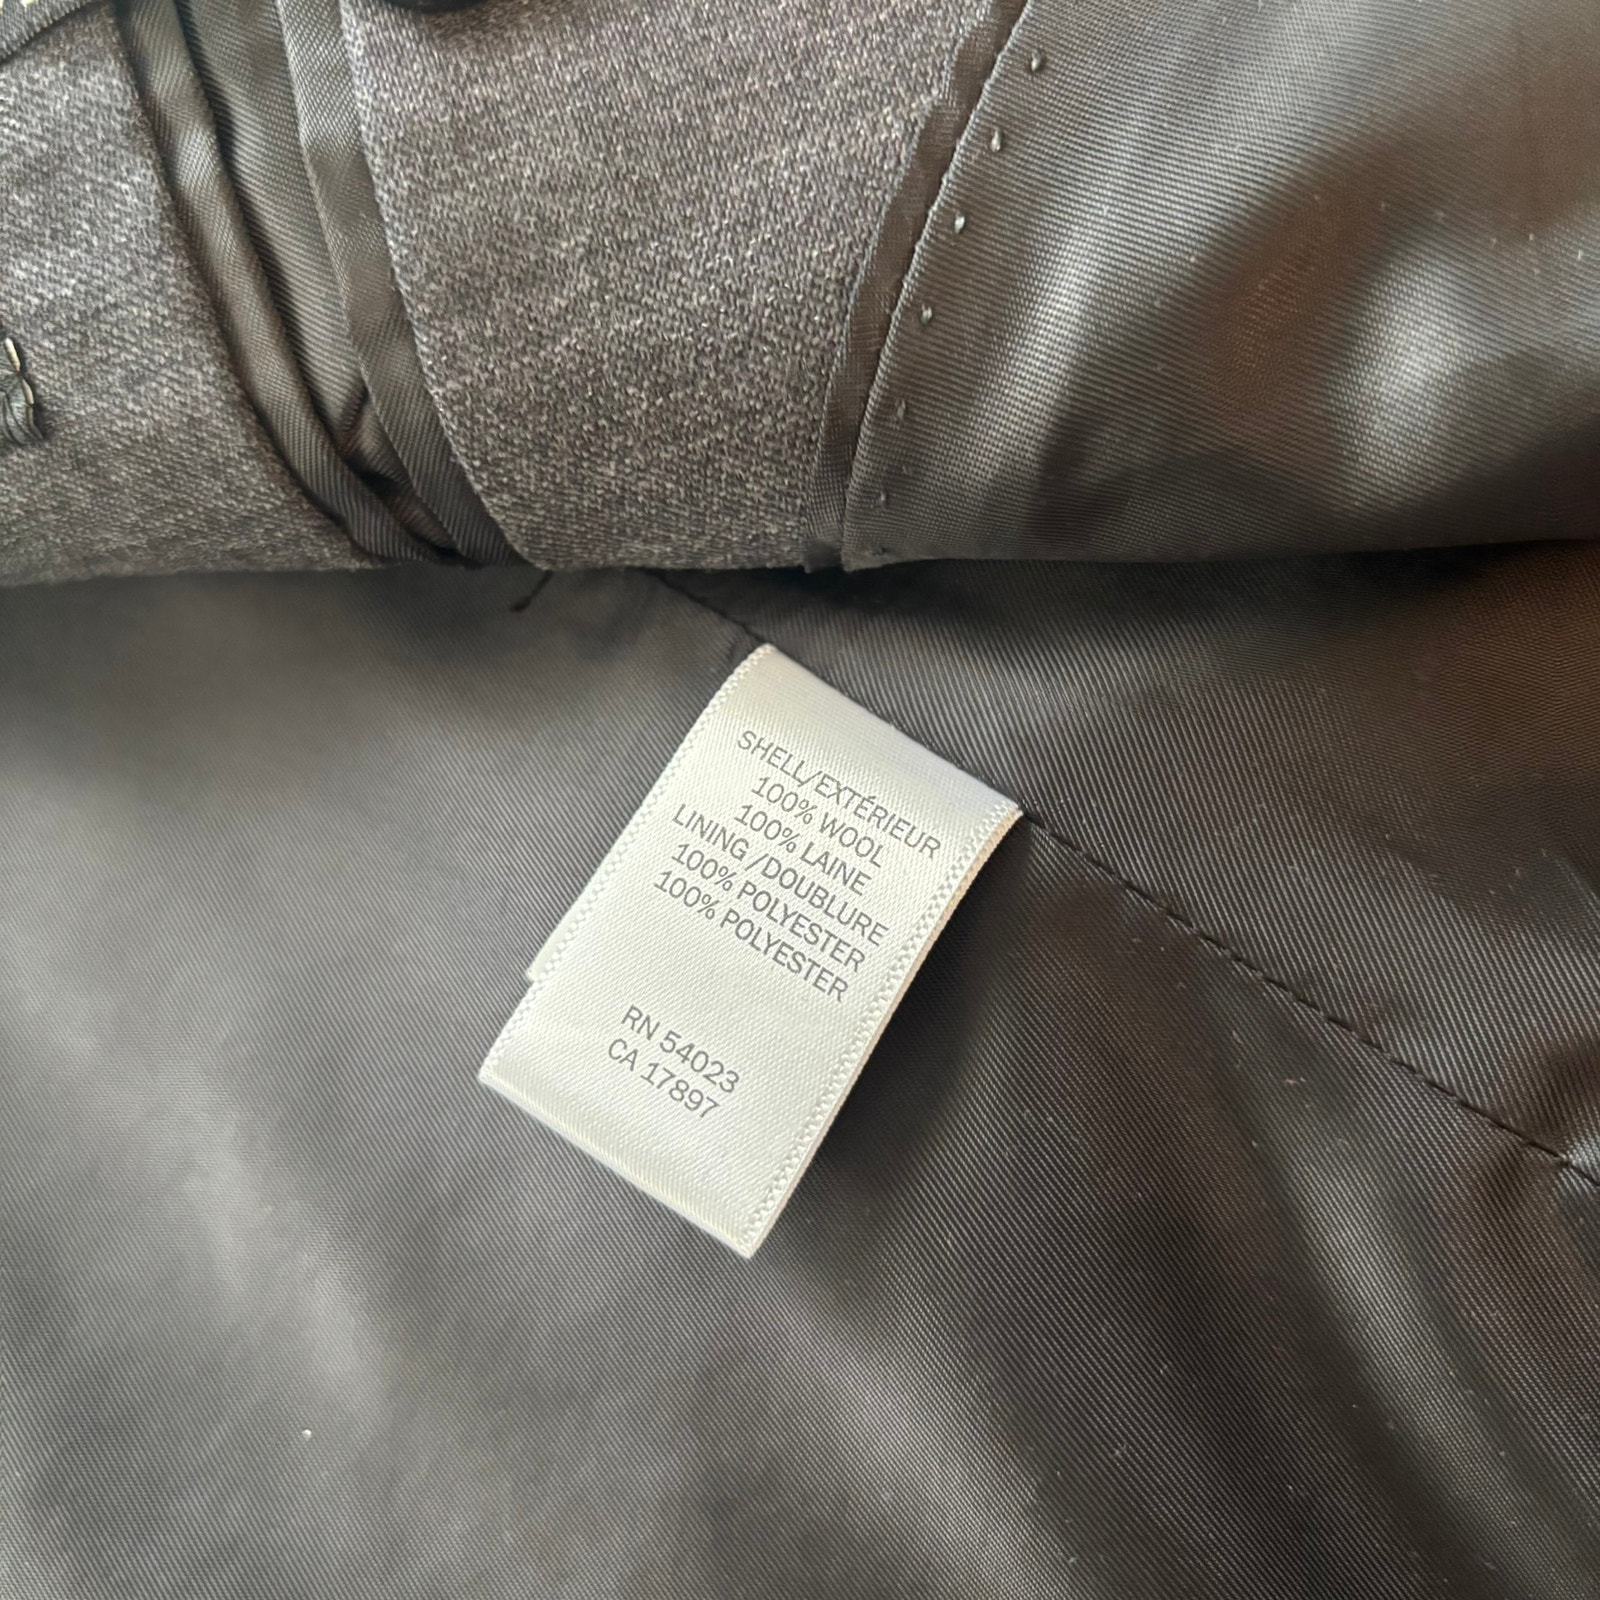 SHELL/EXTÉRIEUR
100% WOOL
100% LAINE
LINING /DOUBLURE
100% POLYESTER
100% POLYESTER
RN 54023
CA 17897